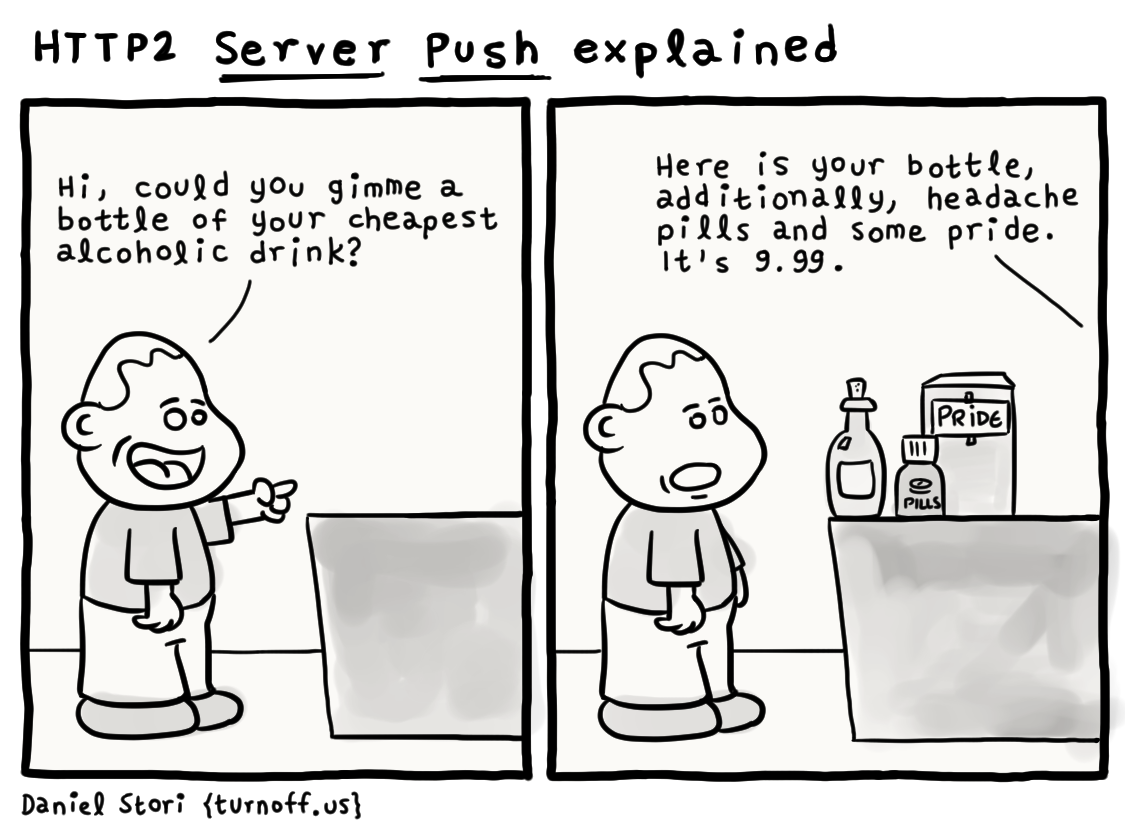 HTTP2 Server Push explained
Hi, could you gimme a
bottle of your cheapest
alcoholic drink?
Here is your bottle,
additionally, headache
pills and some pride.
It's 9.99.
PRiDE
PILLS
Daniel Stori {turnoff.us}